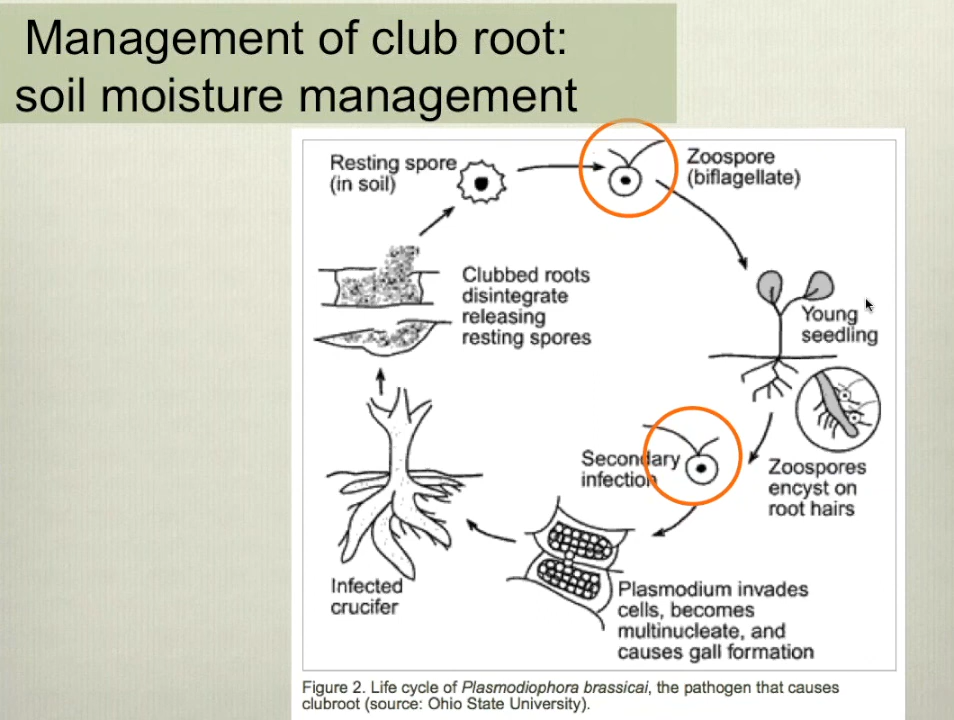 Management of club root:
soil moisture management
Resting spore
(in soil)
Zoospore
(biflagellate)
Clubbed roots
disintegrate
releasing
resting spores
Young
seedling
Secondary
infection
Zoospores
encyst on
root hairs
Infected
crucifer
Plasmodium invades
cells, becomes
multinucleate, and
causes gall formation
Figure 2. Life cycle of Plasmodiophora brassicai, the pathogen that causes
clubroot (source: Ohio State University).